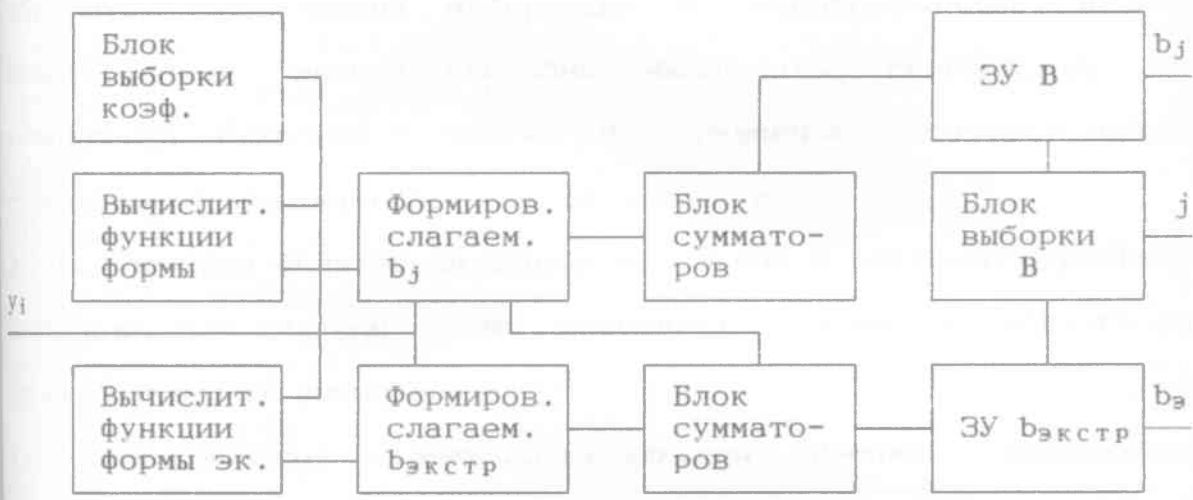 Блок
выборки
коэф.
ЗУ В
bj
Вычислит.
функции
формы
Формиров.
слагаем.
bj
Блок
суммато-
ров
Блок
выборки
В
j
yi
Вычислит.
функции
формы эк.
Формиров.
слагаем.
bэкстр
Блок
суммато-
ров
ЗУ bэкстр
bэ